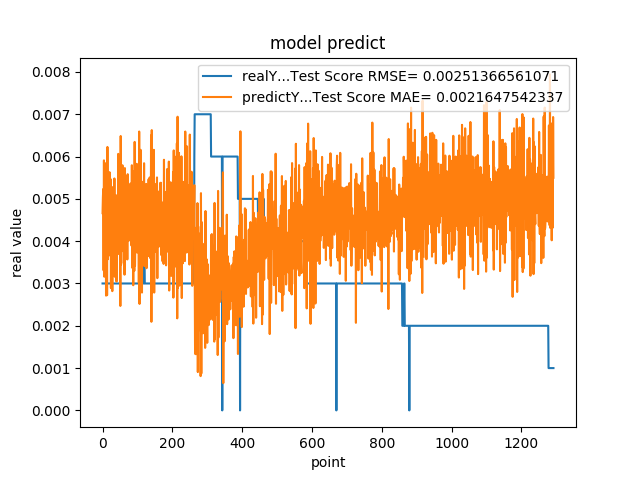 model predict
realY...Test Score RMSE= 0.00251366561071
predictY...Test Score MAE= 0.0021647542337
0.008
0.007
0.006
0.005
0.004
0.003
0.002
0.001
0.000
real value
0 200 400 600 800 1000 1200
point